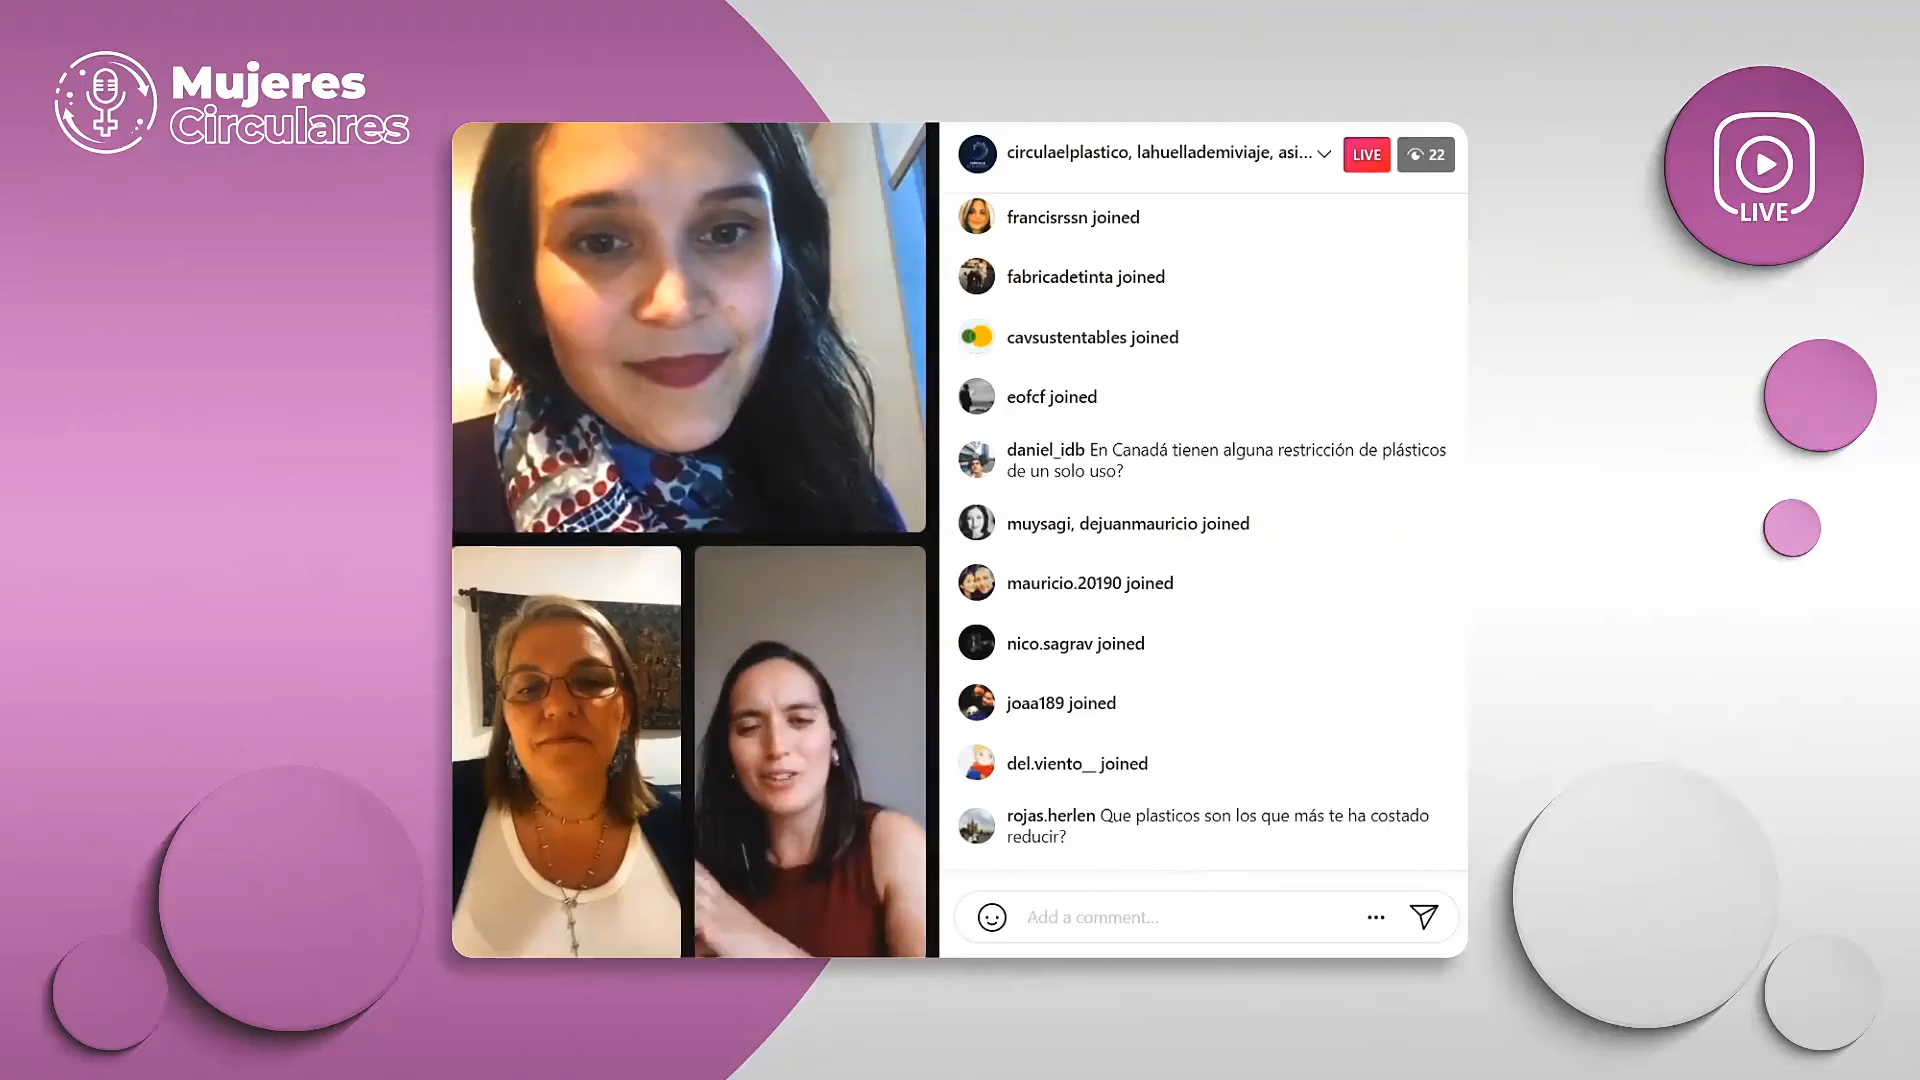 Mujeres
Circulares
circulaelplastico, lahuellademiviaje, asi...
LIVE
22
francisrssn joined
fabricadetinta joined
cavsustentables joined
eofcf joined
daniel_idb En Canadá tienen alguna restricción de plásticos
de un solo uso?
muysagi, dejuanmauricio joined
mauricio.20190 joined
nico.sagrav joined
joaa189 joined
del.viento__ joined
rojas.herlen Que plasticos son los que más te ha costado
reducir?
Add a comment...
LIVE